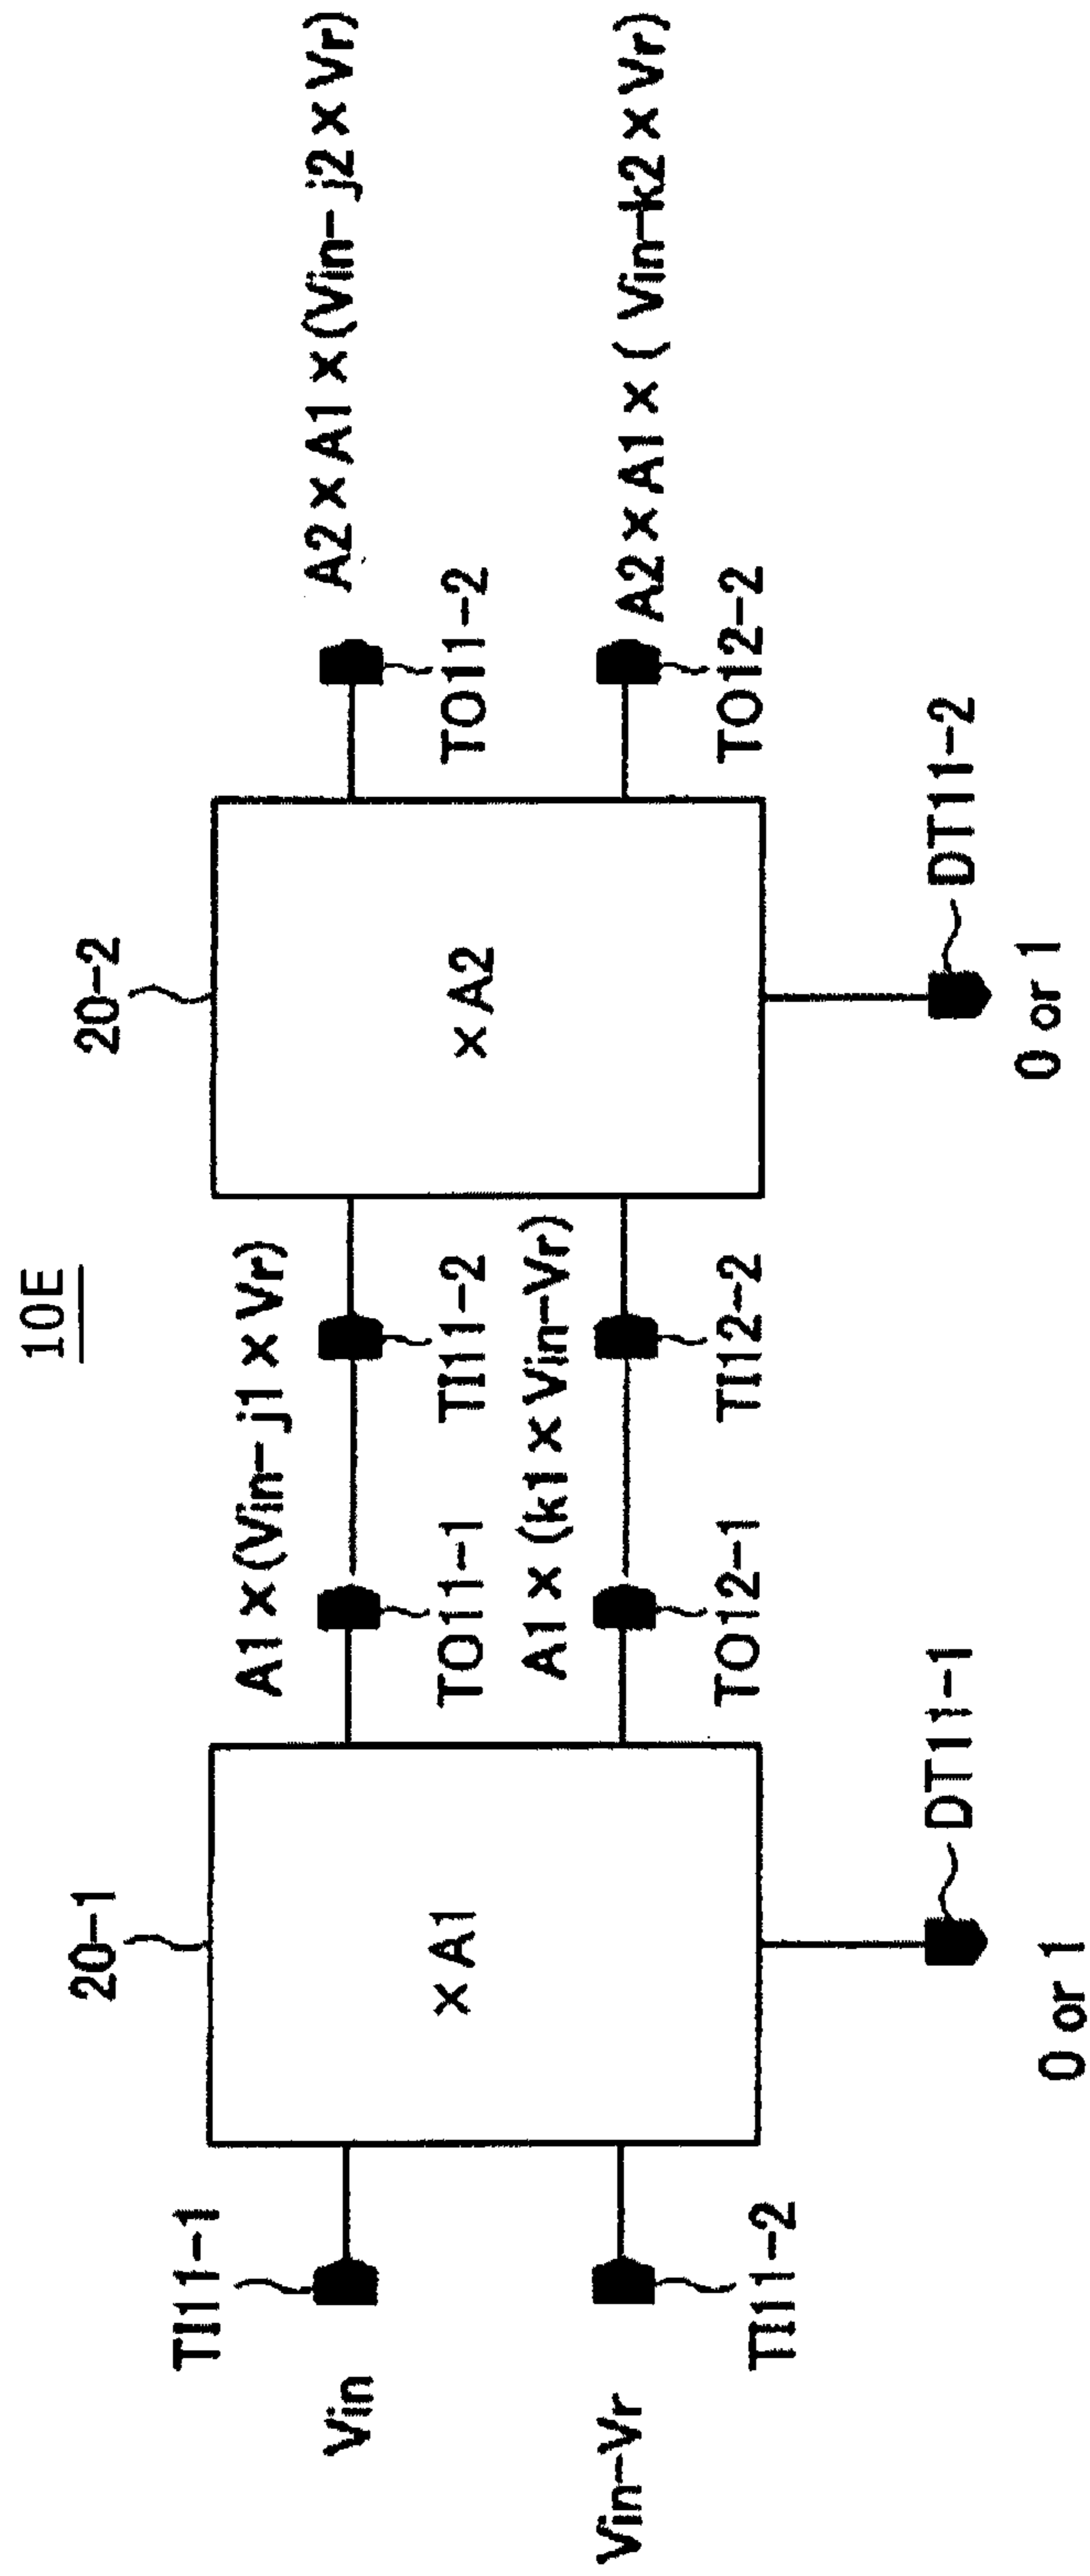 10E
20-1
20-2
TI11-1
Vin
×A1
A1×(Vin-j1×Vr)
TO11-1
TI11-2
×A2
A2×A1×(Vin-j2×Vr)
TO11-2
Vin-Vr
TI11-2
A1×(k1×Vin-Vr)
TO12-1
TI12-2
A2×A1×(Vin-k2×Vr)
TO12-2
DT11-1
0 or 1
DT11-2
0 or 1